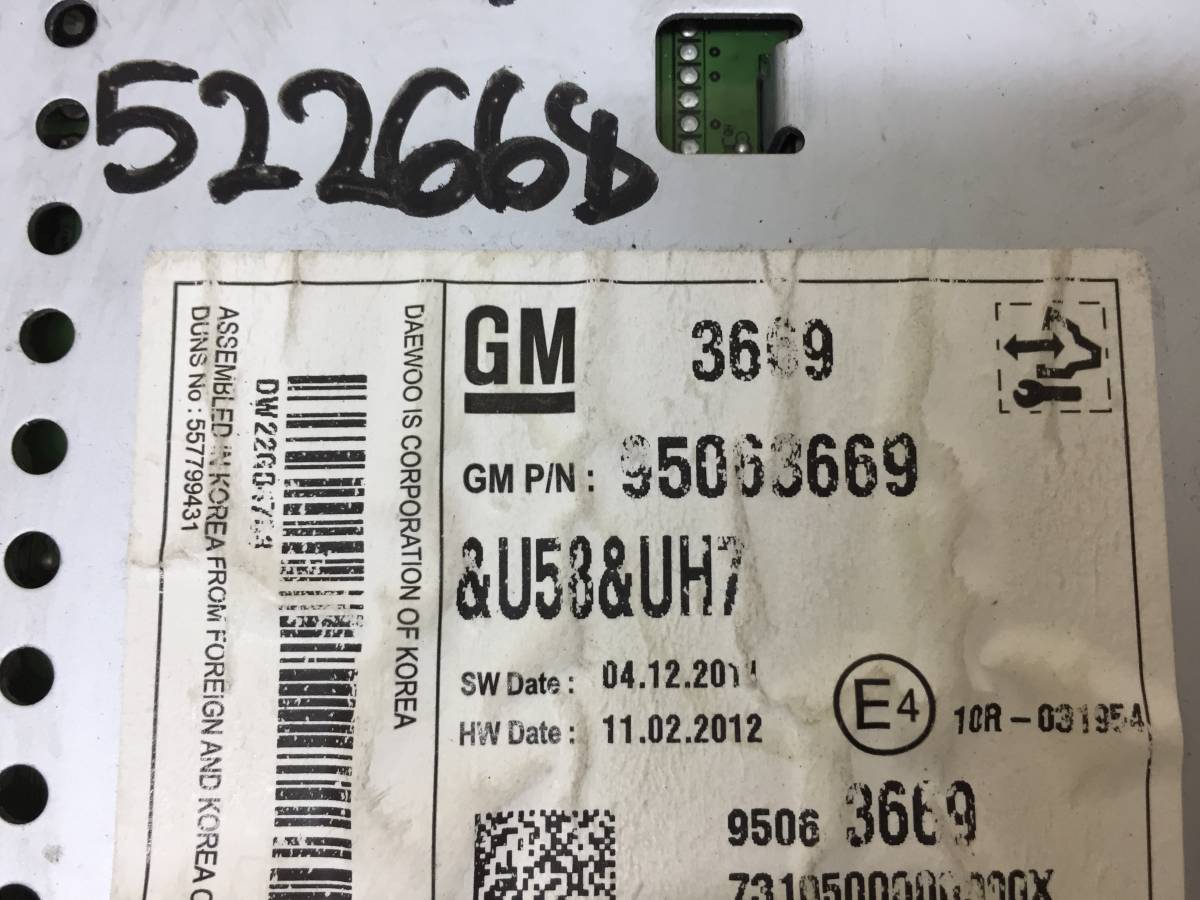 522668
GM 3669
GM P/N : 95063669
&U58&UH7
SW Date : 04.12.201
HW Date : 11.02.2012
E4 10R-031954
9506 3669
DAEWOO IS CORPORATION OF KOREA
ASSEMBLED IN KOREA FROM FOREIGN AND KOREA
DUNS No : 557799431